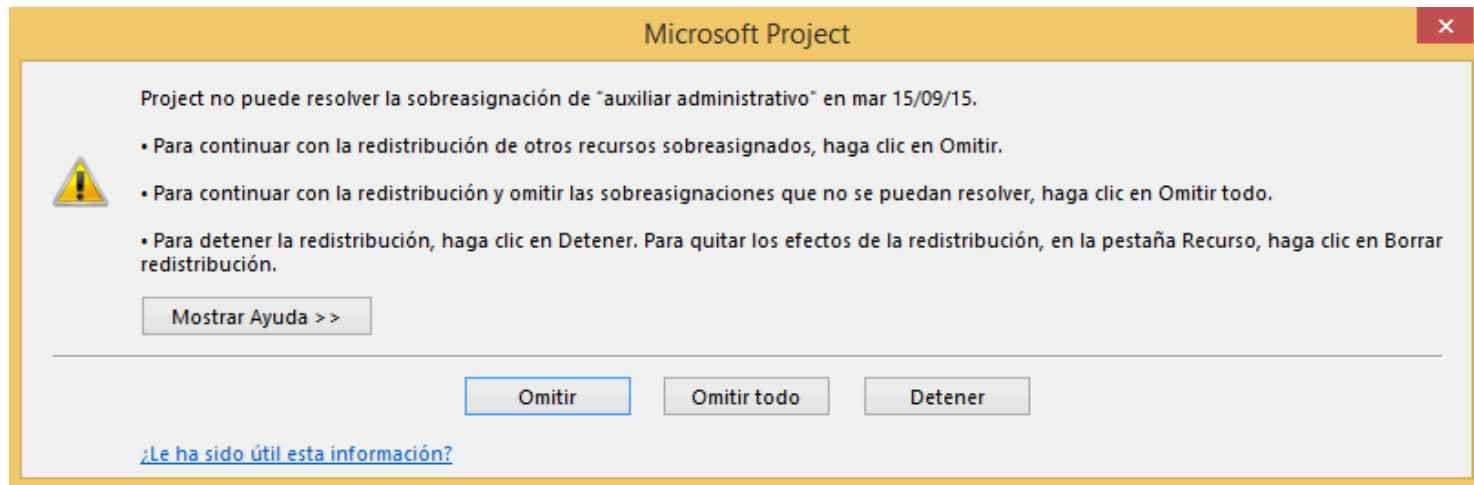 Microsoft Project
Project no puede resolver la sobreasignación de "auxiliar administrativo" en mar 15/09/15.
• Para continuar con la redistribución de otros recursos sobreasignados, haga clic en Omitir.
• Para continuar con la redistribución y omitir las sobreasignaciones que no se puedan resolver, haga clic en Omitir todo.
• Para detener la redistribución, haga clic en Detener. Para quitar los efectos de la redistribución, en la pestaña Recurso, haga clic en Borrar
redistribución.
Mostrar Ayuda >>
Omitir
Omitir todo
Detener
¿Le ha sido útil esta información?